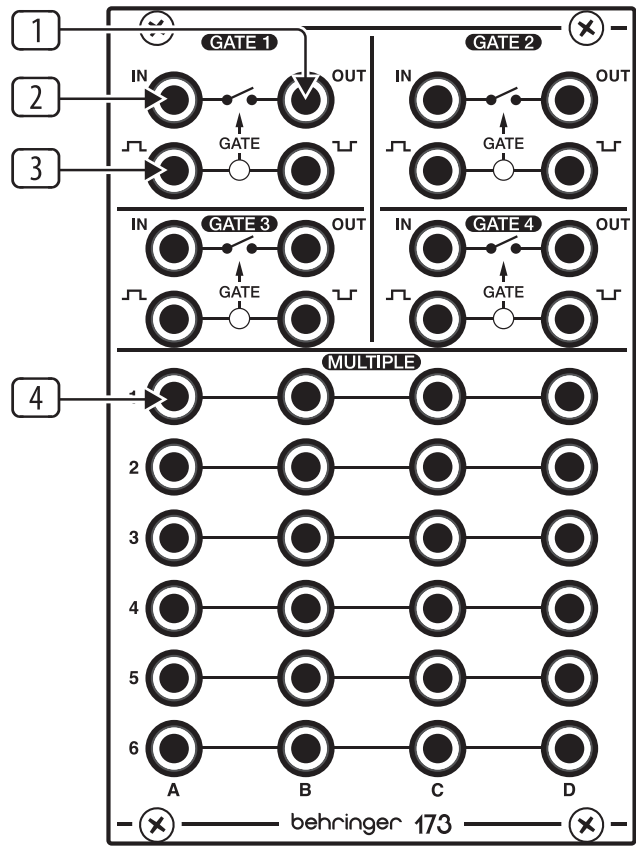 1
GATE 1
GATE 2
IN
OUT
IN
OUT
2
GATE
GATE
3
IN
GATE 3
OUT
IN
GATE 4
OUT
GATE
GATE
MULTIPLE
4
1
2
3
4
5
6
A B C D
behringer 173